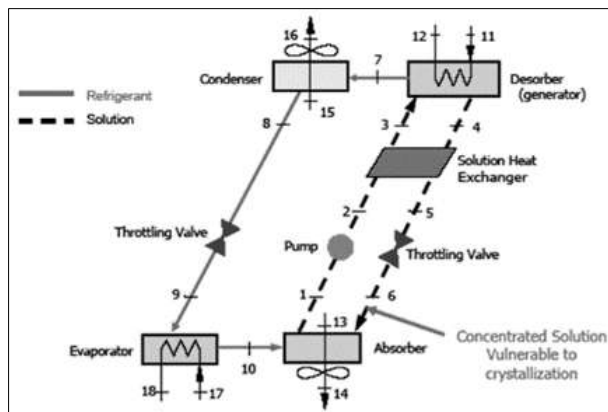 16
12
11
Condenser
7
Desorber
(generator)
Refrigerant
15
Solution
8
3
4
Solution Heat
Exchanger
2
5
Throttling Valve
Pump
Throttling Valve
9
1
6
13
Evaporator
10
Absorber
Concentrated Solution
Vulnerable to
crystallization
18
17
14